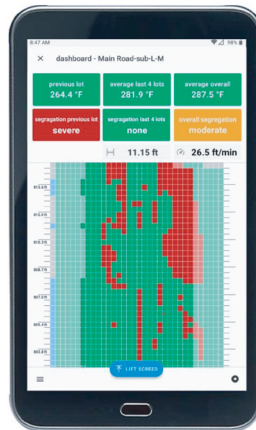 8:47 AM
98%
dashboard - Main Road-sub-L-M
previous lot
264.4 °F
average last 4 lots
281.9 °F
average overall
287.5 °F
segregation previous lot
severe
segregation last 4 lots
none
overall segregation
moderate
11.15 ft
26.5 ft/min
LIFT SCREED